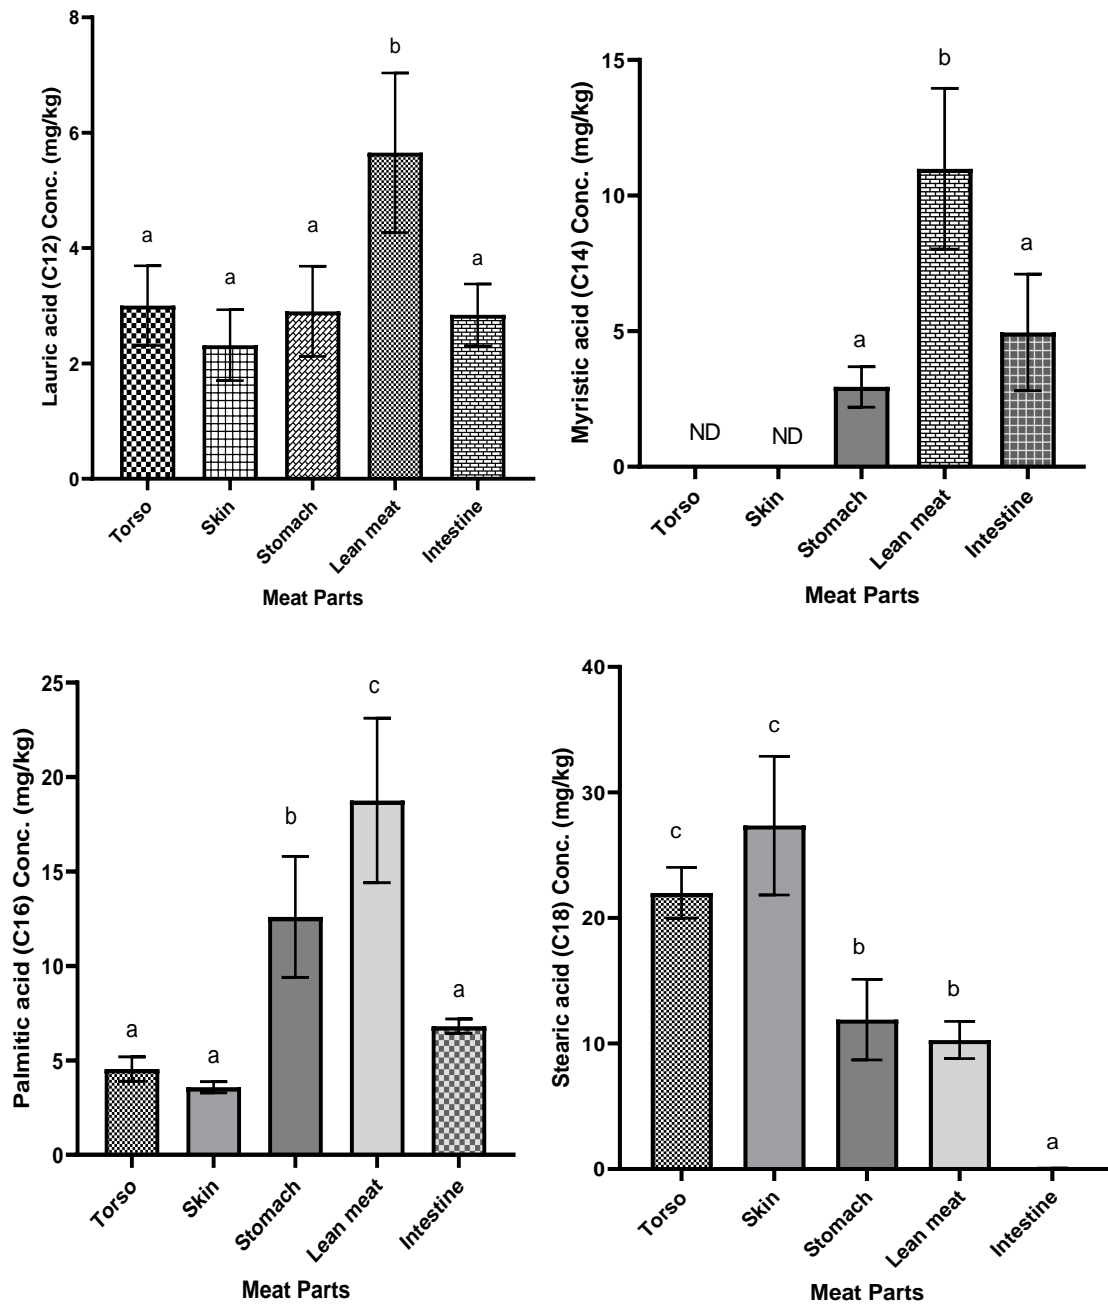 Lauric acid (C12) Conc. (mg/kg)
8
6
4
2
0
a
a
a
b
a
Torso
Skin
Stomach
Lean meat
Intestine
Meat Parts
Myristic acid (C14) Conc. (mg/kg)
15
10
5
0
ND
ND
a
b
a
Torso
Skin
Stomach
Lean meat
Intestine
Meat Parts
Palmitic acid (C16) Conc. (mg/kg)
25
20
15
10
5
0
a
a
b
c
a
Torso
Skin
Stomach
Lean meat
Intestine
Meat Parts
Stearic acid (C18) Conc. (mg/kg)
40
30
20
10
0
c
c
b
b
a
Torso
Skin
Stomach
Lean meat
Intestine
Meat Parts